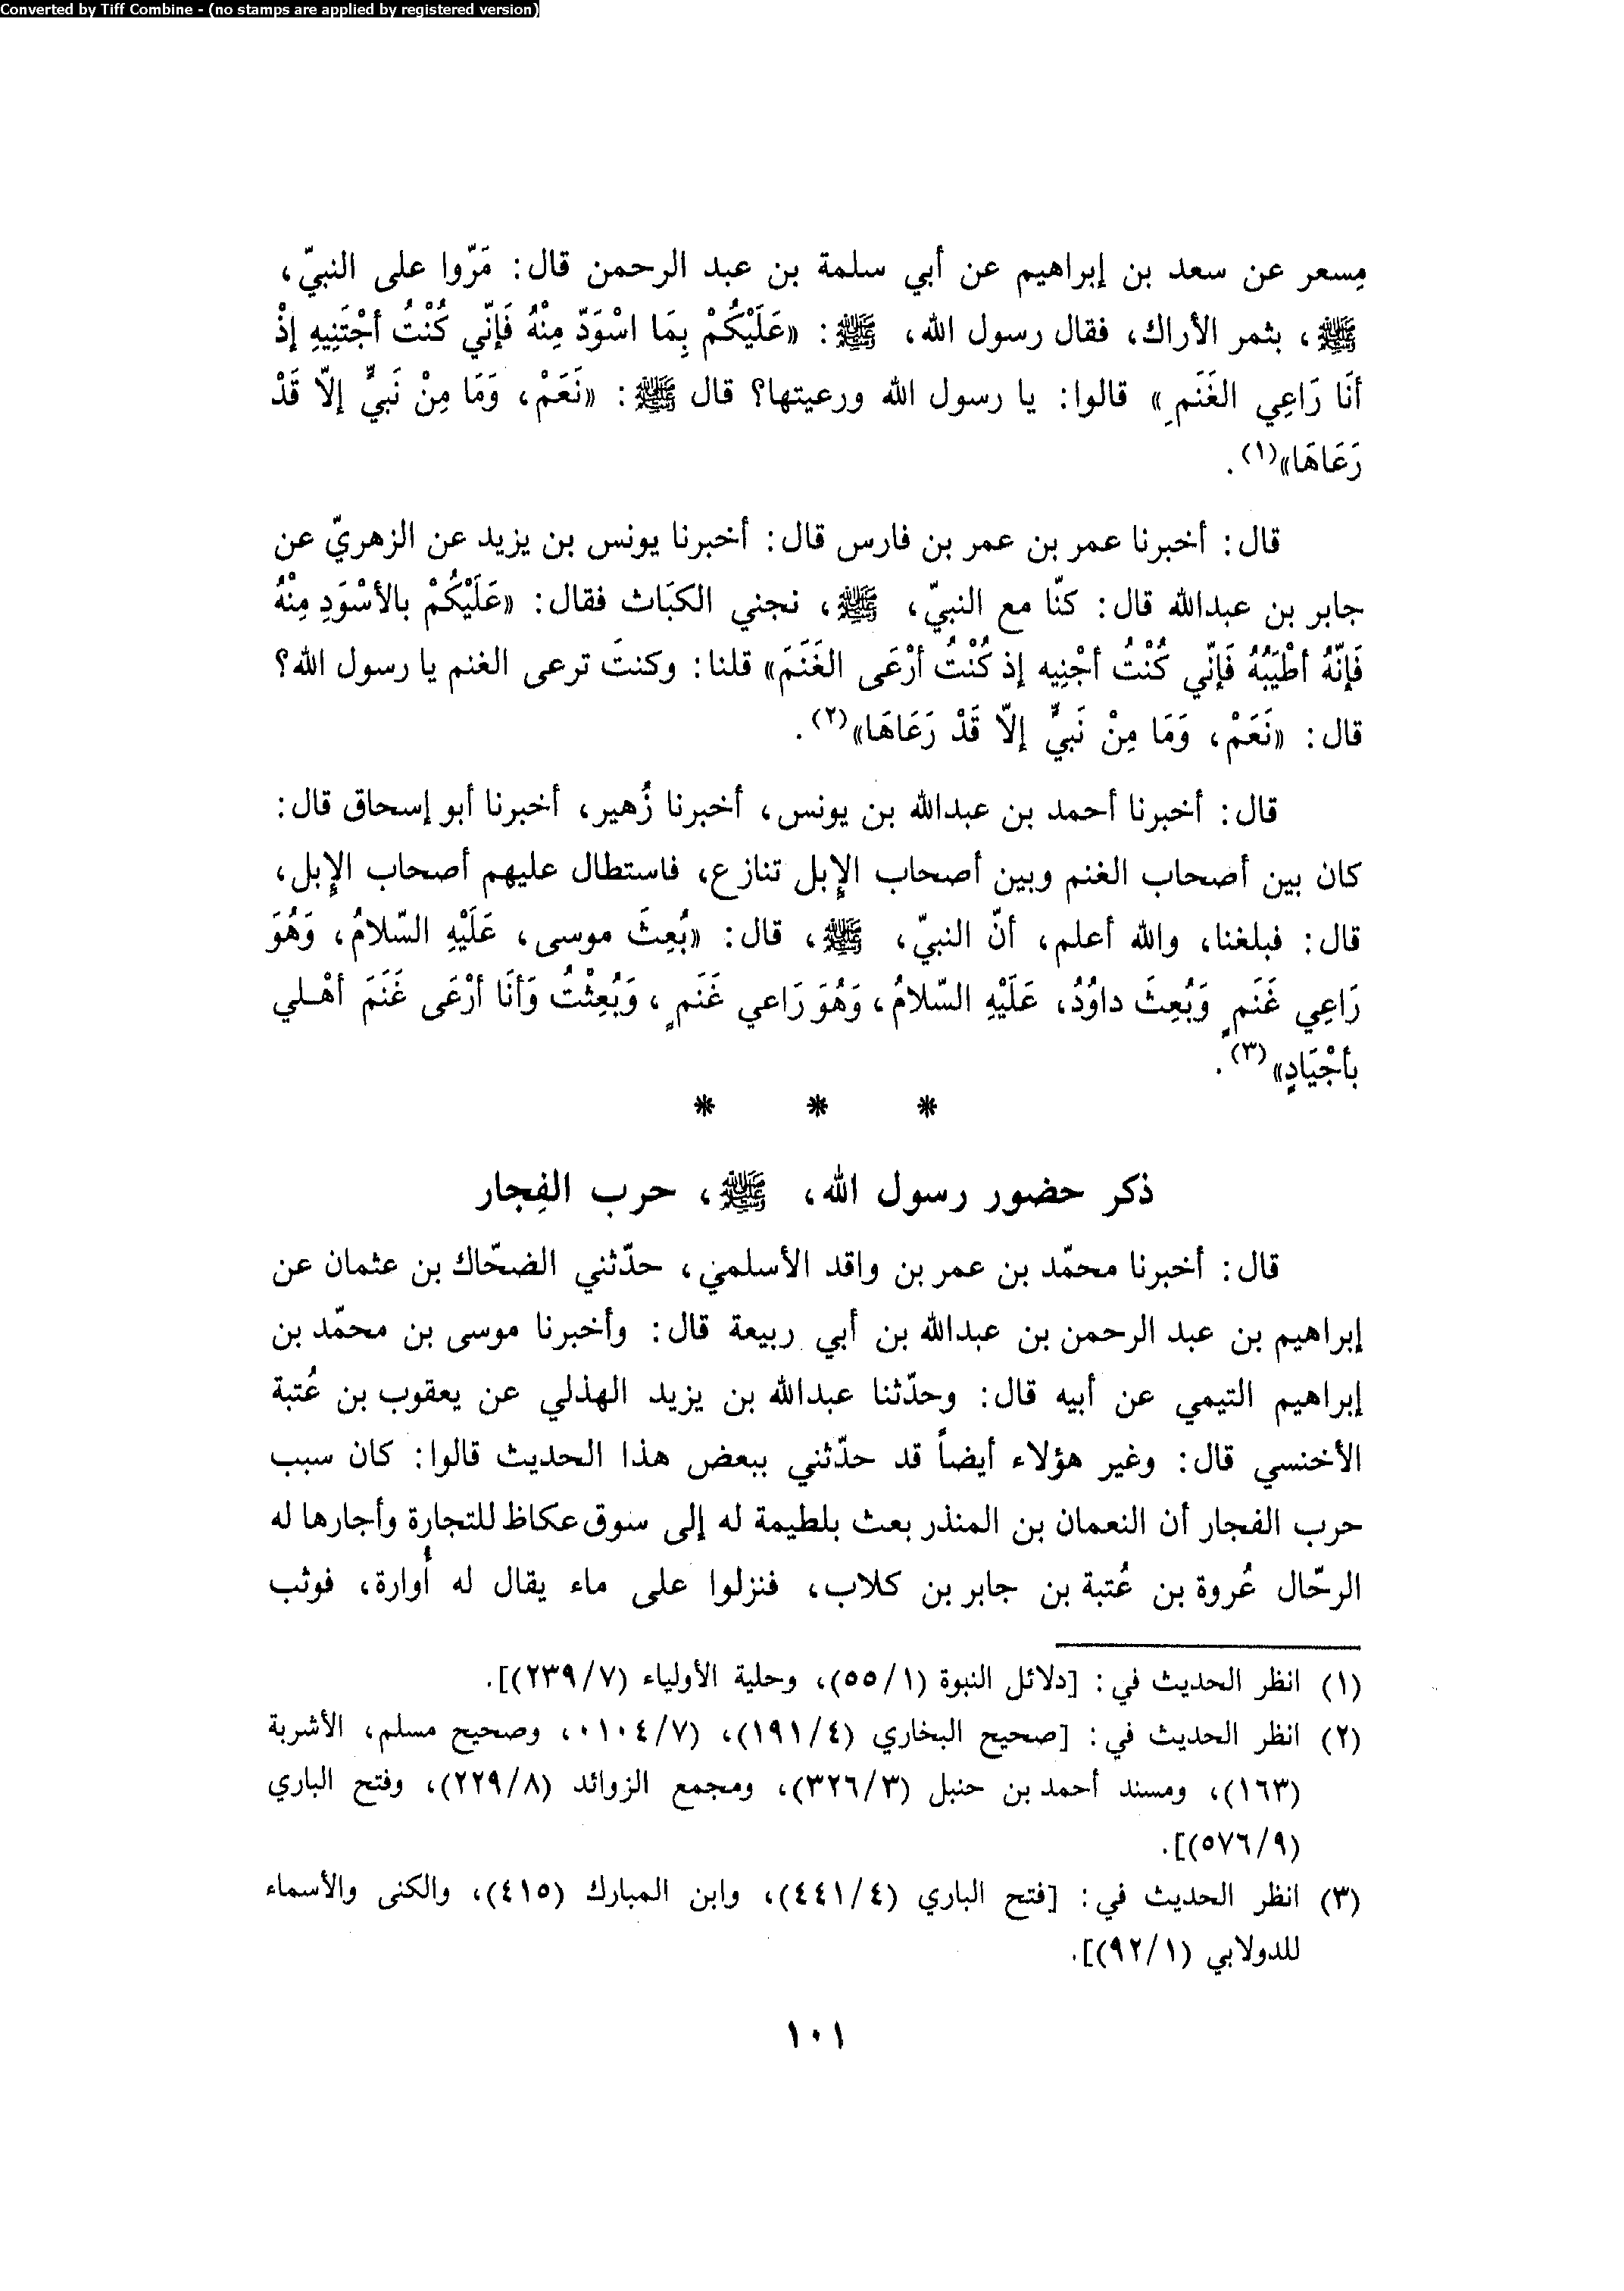 Converted by Tiff Combine - (no stamps are applied by registered version)
مِسعر عن سعد بن إبراهيم عن أبي سلمة بن عبد الرحمن قال: مَرّوا على النبيّ،
ﷺ، بثمر الأراك، فقال رسول الله، ﷺ: «عَلَيْكُمْ بِمَا اسْوَدّ مِنْهُ فَإنّي كُنْتُ أجْتَنِيهِ إذْ
أنَا رَاعِي الغَنَمِ» قالوا: يا رسول الله ورعيتها؟ قال ﷺ: «نَعَمْ، وَمَا مِنْ نَبيٍّ إلاّ قَدْ
رَعَاهَا»(١).
قال: أخبرنا عمر بن عمر بن فارس قال: أخبرنا يونس بن يزيد عن الزهريّ عن
جابر بن عبدالله قال: كنّا مع النبيّ، ﷺ، نجني الكبَاث فقال: «عَلَيْكُمْ بالأسْوَدِ مِنْهُ
فَإنّهُ أطْيَبُهُ فَإنّي كُنْتُ أجْنِيه إذ كُنْتُ أرْعَى الغَنَمَ» قلنا: وكنتَ ترعى الغنم يا رسول الله؟
قال: «نَعَمْ، وَمَا مِنْ نَبيٍّ إلاّ قَدْ رَعَاهَا»(٢).
قال: أخبرنا أحمد بن عبدالله بن يونس، أخبرنا زُهير، أخبرنا أبو إسحاق قال:
كان بين أصحاب الغنم وبين أصحاب الإبل تنازع، فاستطال عليهم أصحاب الإبل،
قال: فبلغنا، والله أعلم، أنّ النبيّ، ﷺ، قال: «بُعِثَ موسى، عَلَيْهِ السّلامُ، وَهُوَ
رَاعِي غَنَمٍ وَبُعِثَ داوُدُ، عَلَيْهِ السّلامُ، وَهُوَ رَاعي غَنَمٍ، وَبُعِثْتُ وَأنَا أرْعَى غَنَمَ أهْلي
بأجْيَادٍ»(٣).
* * *
ذكر حضور رسول الله، ﷺ، حرب الفِجار
قال: أخبرنا محمّد بن عمر بن واقد الأسلمي، حدّثني الضحّاك بن عثمان عن
إبراهيم بن عبد الرحمن بن عبدالله بن أبي ربيعة قال: وأخبرنا موسى بن محمّد بن
إبراهيم التيمي عن أبيه قال: وحدّثنا عبدالله بن يزيد الهذلي عن يعقوب بن عُتبة
الأخنسي قال: وغير هؤلاء أيضاً قد حدّثني ببعض هذا الحديث قالوا: كان سبب
حرب الفجار أن النعمان بن المنذر بعث بلطيمة له إلى سوق عكاظ للتجارة وأجارها له
الرحّال عُروة بن عُتبة بن جابر بن كلاب، فنزلوا على ماء يقال له أُوارة، فوثب
(١) انظر الحديث في: [دلائل النبوة (٥٥/١)، وحلية الأولياء (٢٣٩/٧)].
(٢) انظر الحديث في: [صحيح البخاري (١٩١/٤)، (٠١٠٤/٧، وصحيح مسلم، الأشربة
(١٦٣)، ومسند أحمد بن حنبل (٣٢٦/٣)، ومجمع الزوائد (٢٢٩/٨)، وفتح الباري
(٥٧٦/٩)].
(٣) انظر الحديث في: [فتح الباري (٤٤١/٤)، وابن المبارك (٤١٥)، والكنى والأسماء
للدولابي (٩٢/١)].
١٠١